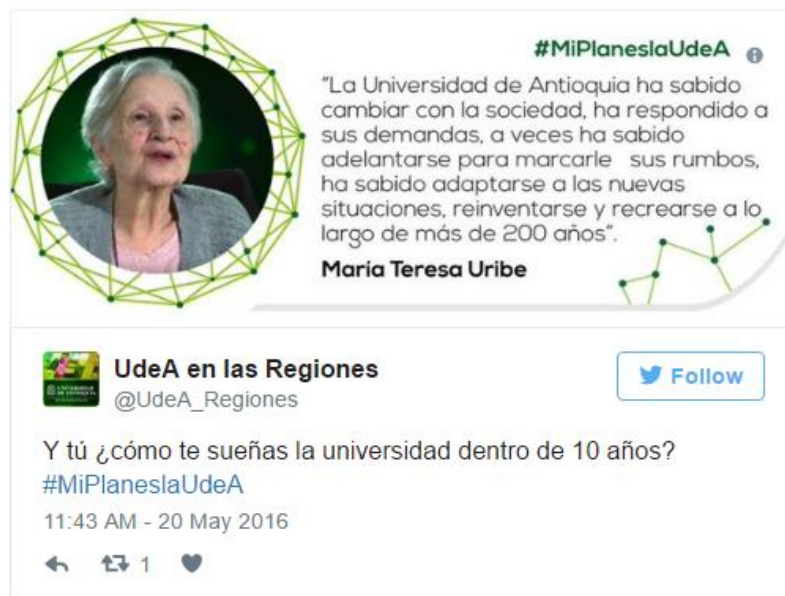 #MiPlaneslaUdeA
"La Universidad de Antioquia ha sabido
cambiar con la sociedad, ha respondido a
sus demandas, a veces ha sabido
adelantarse para marcarle sus rumbos,
ha sabido adaptarse a las nuevas
situaciones, reinventarse y recrearse a lo
largo de más de 200 años".
María Teresa Uribe
UNIVERSIDAD
DE ANTIOQUIA
UdeA en las Regiones
@UdeA_Regiones
Follow
Y tú ¿cómo te sueñas la universidad dentro de 10 años?
#MiPlaneslaUdeA
11:43 AM - 20 May 2016
1